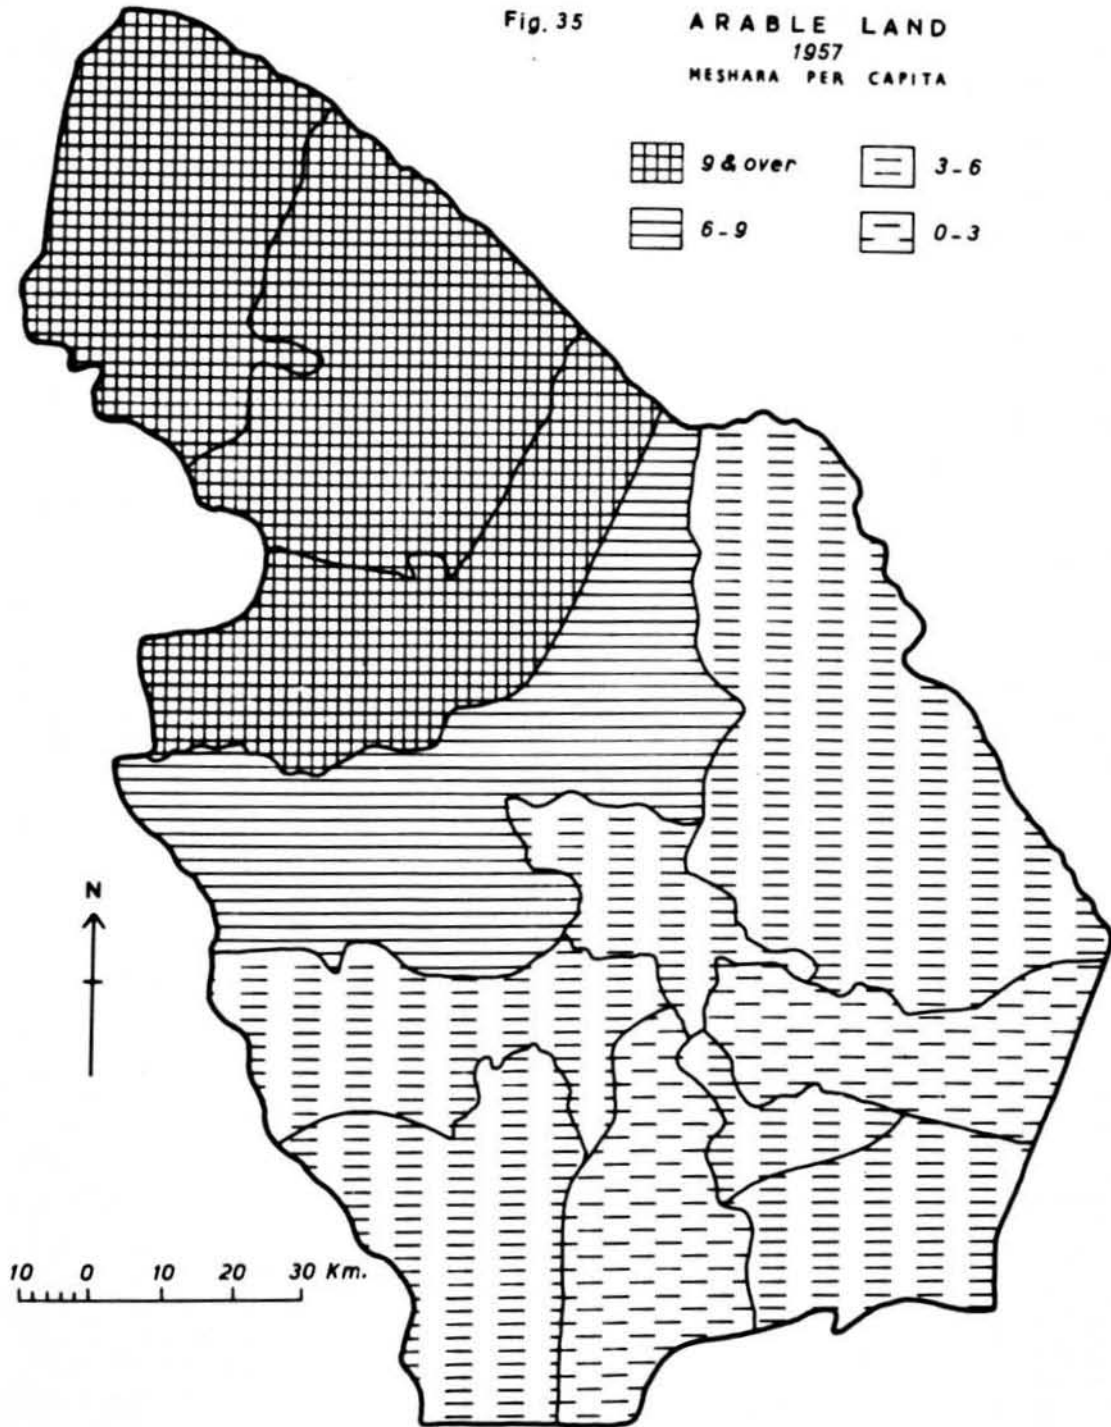 Fig. 35
ARABLE LAND
1957
MESHARA PER CAPITA
9 & over
3-6
6-9
0-3
N
10 0 10 20 30 Km.